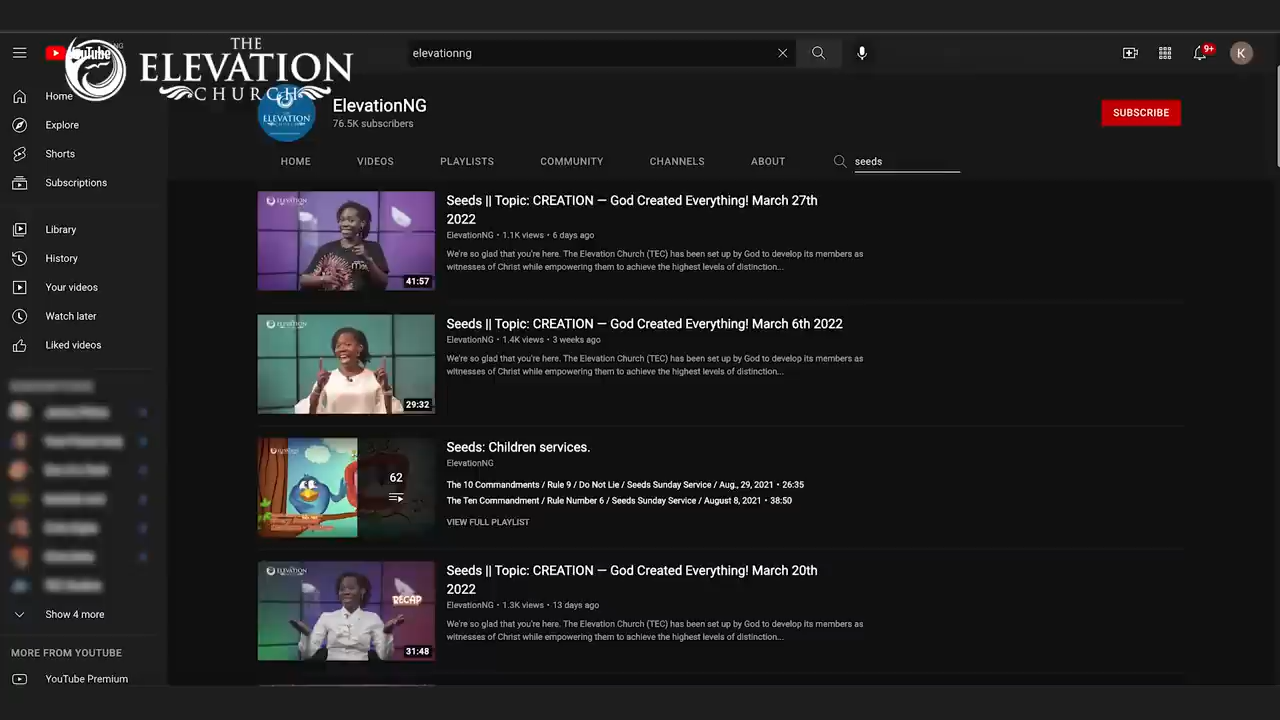 THE
ELEVATION
CHURCH
elevationng
9+
K
Home
Explore
Shorts
Subscriptions
Library
History
Your videos
Watch later
Liked videos
Show 4 more
MORE FROM YOUTUBE
YouTube Premium
ElevationNG
76.5K subscribers
SUBSCRIBE
HOME
VIDEOS
PLAYLISTS
COMMUNITY
CHANNELS
ABOUT
seeds
41:57
Seeds || Topic: CREATION — God Created Everything! March 27th
2022
ElevationNG • 1.1K views • 6 days ago
We're so glad that you're here. The Elevation Church (TEC) has been set up by God to develop its members as
witnesses of Christ while empowering them to achieve the highest levels of distinction...
29:32
Seeds || Topic: CREATION — God Created Everything! March 6th 2022
ElevationNG • 1.4K views • 3 weeks ago
We're so glad that you're here. The Elevation Church (TEC) has been set up by God to develop its members as
witnesses of Christ while empowering them to achieve the highest levels of distinction...
62
Seeds: Children services.
ElevationNG
The 10 Commandments / Rule 9 / Do Not Lie / Seeds Sunday Service / Aug., 29, 2021 • 26:35
The Ten Commandment / Rule Number 6 / Seeds Sunday Service / August 8, 2021 • 38:50
VIEW FULL PLAYLIST
RECAP
31:48
Seeds || Topic: CREATION — God Created Everything! March 20th
2022
ElevationNG • 1.3K views • 13 days ago
We're so glad that you're here. The Elevation Church (TEC) has been set up by God to develop its members as
witnesses of Christ while empowering them to achieve the highest levels of distinction...